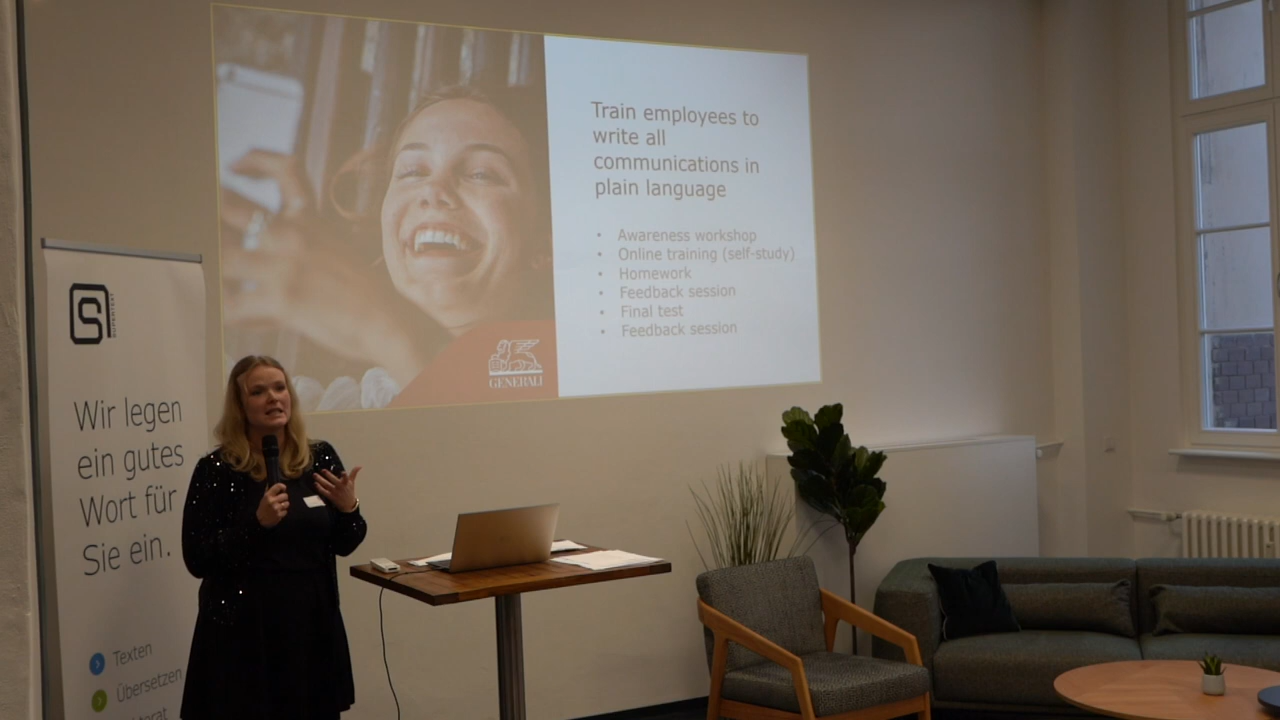 Train employees to
write all
communications in
plain language
• Awareness workshop
• Online training (self-study)
• Homework
• Feedback session
• Final test
• Feedback session
GENERALI
SUPERTEXT
Wir legen
ein gutes
Wort für
Sie ein.
Texten
Übersetzen